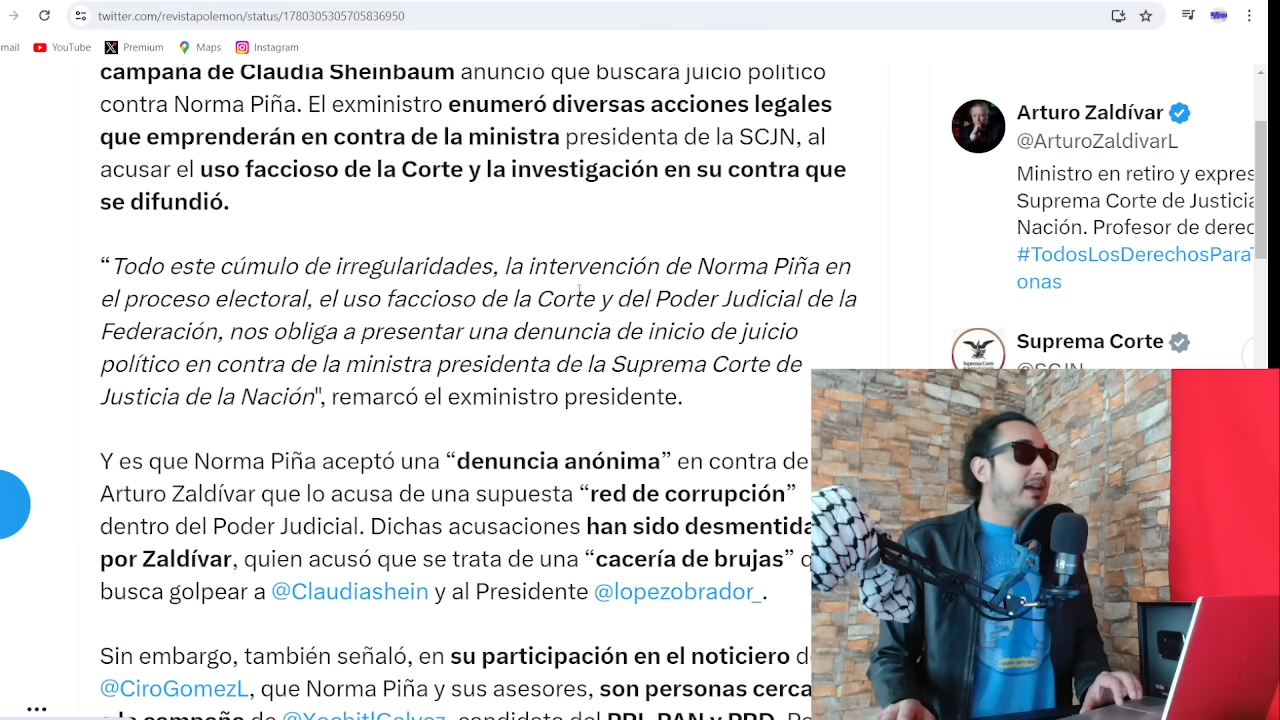 twitter.com/revistapolemon/status/1780305305705836950
mail YouTube Premium Maps Instagram
campaña de Claudia Sheinbaum anunció que buscará juicio político
contra Norma Piña. El exministro enumeró diversas acciones legales
que emprenderán en contra de la ministra presidenta de la SCJN, al
acusar el uso faccioso de la Corte y la investigación en su contra que
se difundió.
“Todo este cúmulo de irregularidades, la intervención de Norma Piña en
el proceso electoral, el uso faccioso de la Corte y del Poder Judicial de la
Federación, nos obliga a presentar una denuncia de inicio de juicio
político en contra de la ministra presidenta de la Suprema Corte de
Justicia de la Nación", remarcó el exministro presidente.
Y es que Norma Piña aceptó una “denuncia anónima” en contra de
Arturo Zaldívar que lo acusa de una supuesta “red de corrupción”
dentro del Poder Judicial. Dichas acusaciones han sido desmentida
por Zaldívar, quien acusó que se trata de una “cacería de brujas” q
busca golpear a @Claudiashein y al Presidente @lopezobrador_.
Sin embargo, también señaló, en su participación en el noticiero d
@CiroGomezL, que Norma Piña y sus asesores, son personas cerca
a la campaña de @XochitlGalvez, candidata del PRI, PAN y PRD. Pe
Arturo Zaldívar
@ArturoZaldivarL
Ministro en retiro y expres
Suprema Corte de Justicia
Nación. Profesor de derec
#TodosLosDerechosParaT
onas
Suprema Corte
@SCJN